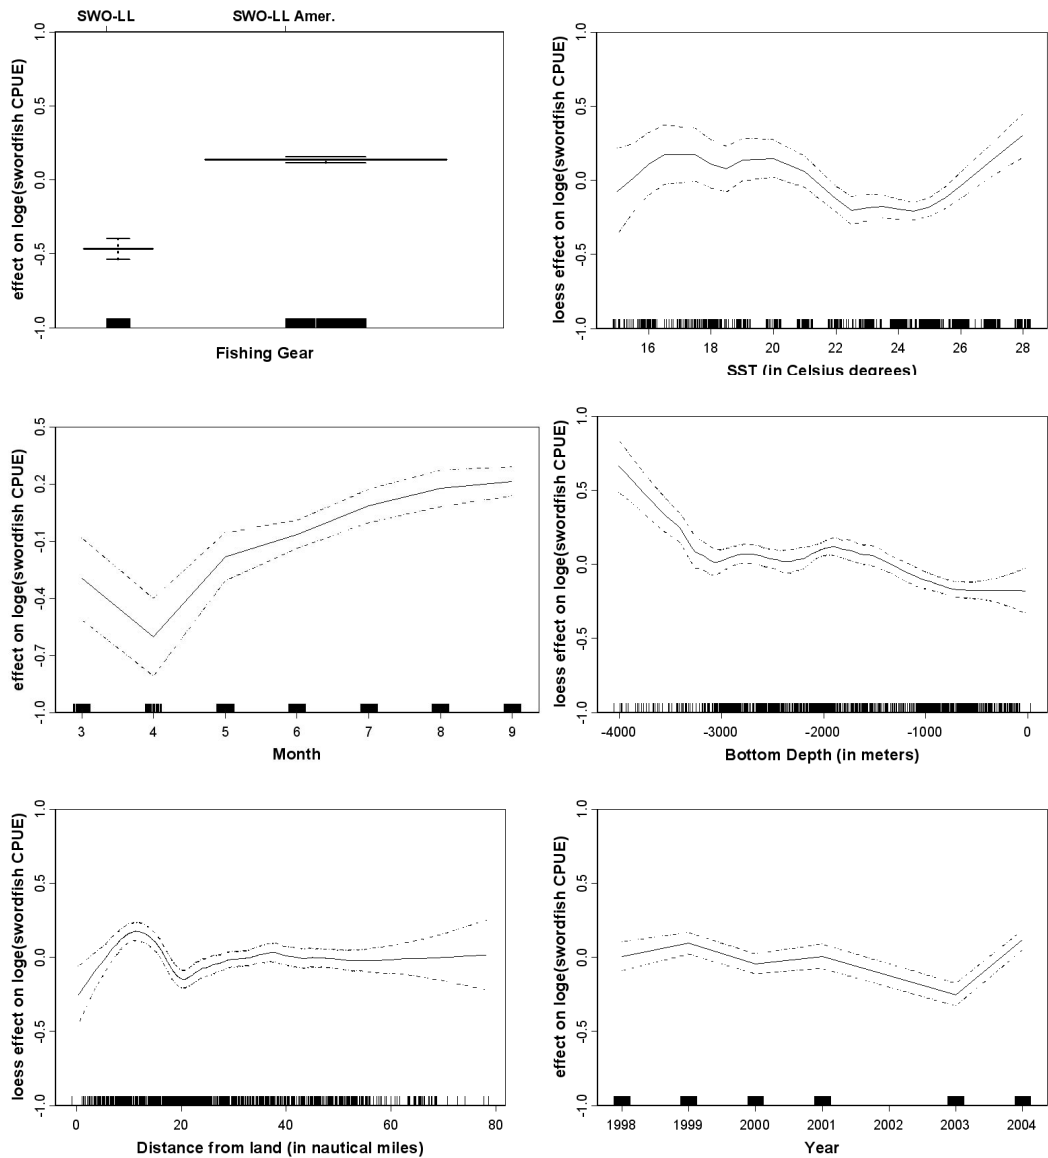 SWO-LL SWO-LL Amer.
effect on loge(swordfish CPUE)
1.0
0.5
0.0
-0.5
-1.0
Fishing Gear
loess effect on loge(swordfish CPUE)
1.0
0.5
0.0
-0.5
-1.0
16 18 20 22 24 26 28
SST (in Celsius degrees)
effect on loge(swordfish CPUE)
0.5
0.2
-0.1
-0.4
-0.7
-1.0
3 4 5 6 7 8 9
Month
loess effect on loge(swordfish CPUE)
1.0
0.5
0.0
-0.5
-1.0
-4000 -3000 -2000 -1000 0
Bottom Depth (in meters)
loess effect on loge(swordfish CPUE)
1.0
0.5
0.0
-0.5
-1.0
0 20 40 60 80
Distance from land (in nautical miles)
effect on loge(swordfish CPUE)
1.0
0.5
0.0
-0.5
-1.0
1998 1999 2000 2001 2002 2003 2004
Year